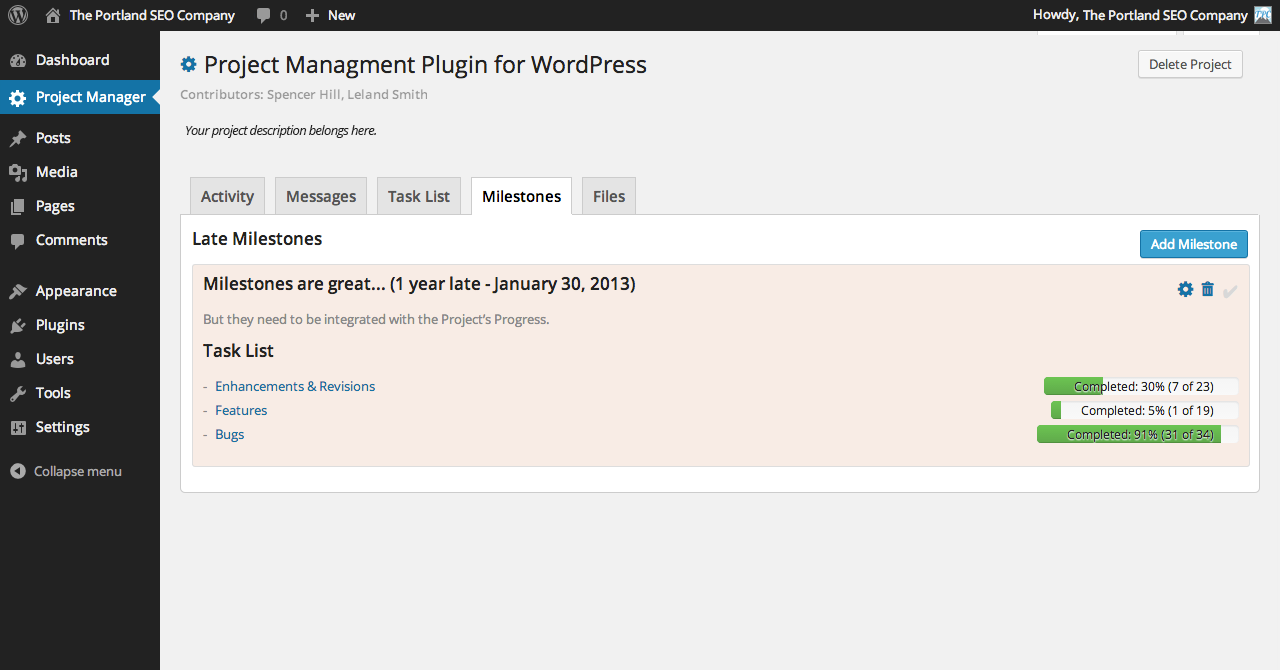 The Portland SEO Company 0 New Howdy, The Portland SEO Company
Dashboard
Project Manager
Posts
Media
Pages
Comments
Appearance
Plugins
Users
Tools
Settings
Collapse menu
Project Managment Plugin for WordPress
Delete Project
Contributors: Spencer Hill, Leland Smith
Your project description belongs here.
Activity Messages Task List Milestones Files
Late Milestones
Add Milestone
Milestones are great... (1 year late - January 30, 2013)
But they need to be integrated with the Project's Progress.
Task List
- Enhancements & Revisions Completed: 30% (7 of 23)
- Features Completed: 5% (1 of 19)
- Bugs Completed: 91% (31 of 34)